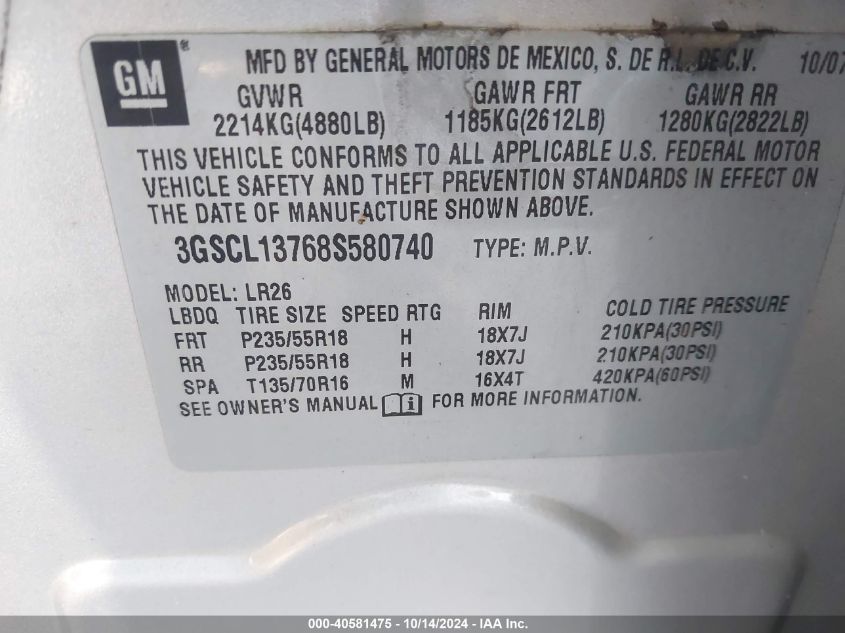 GM ®
MFD BY GENERAL MOTORS DE MEXICO, S. DE R.L. DE C.V. 10/07
GVWR GAWR FRT GAWR RR
2214KG(4880LB) 1185KG(2612LB) 1280KG(2822LB)
THIS VEHICLE CONFORMS TO ALL APPLICABLE U.S. FEDERAL MOTOR
VEHICLE SAFETY AND THEFT PREVENTION STANDARDS IN EFFECT ON
THE DATE OF MANUFACTURE SHOWN ABOVE.
3GSCL13768S580740 TYPE: M.P.V.
MODEL: LR26
LBDQ TIRE SIZE SPEED RTG RIM COLD TIRE PRESSURE
FRT P235/55R18 H 18X7J 210KPA(30PSI)
RR P235/55R18 H 18X7J 210KPA(30PSI)
SPA T135/70R16 M 16X4T 420KPA(60PSI)
SEE OWNER'S MANUAL i FOR MORE INFORMATION.
000-40581475 - 10/14/2024 - IAA Inc.